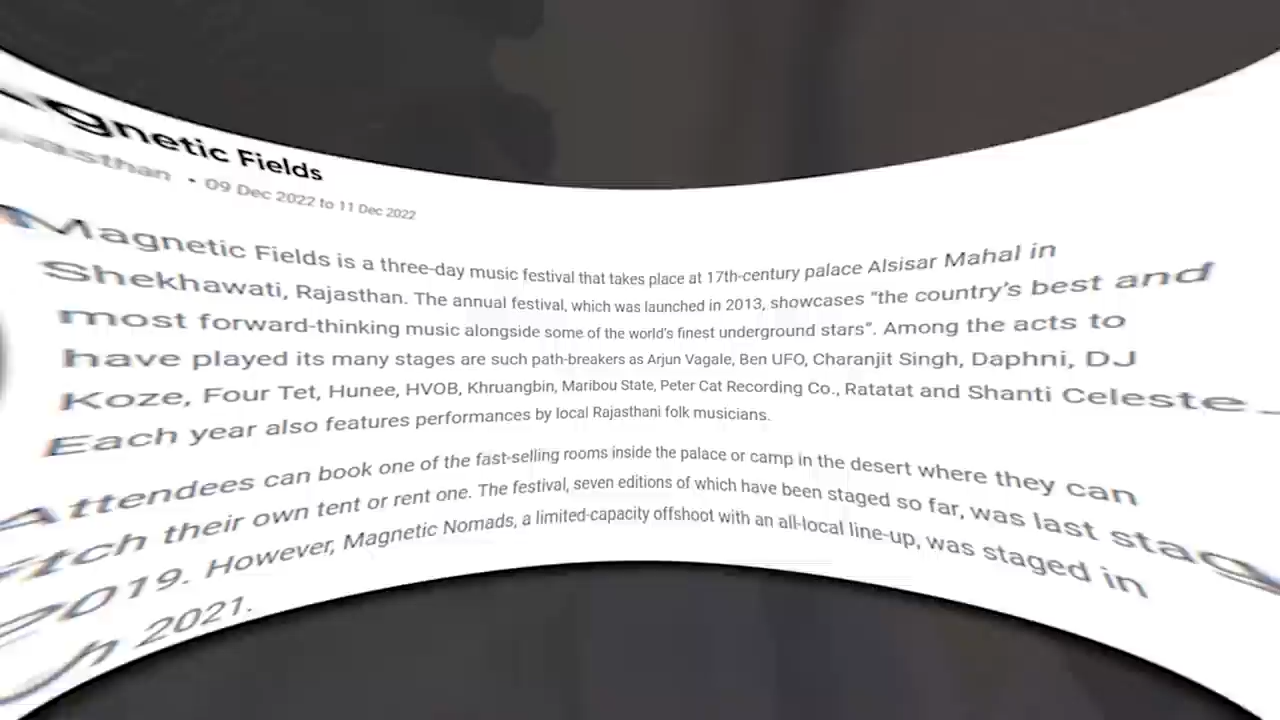 gnetic Fields
• 09 Dec 2022 to 11 Dec 2022
Magnetic Fields is a three-day music festival that takes place at 17th-century palace Alsisar Mahal in
Shekhawati, Rajasthan. The annual festival, which was launched in 2013, showcases “the country’s best and
most forward-thinking music alongside some of the world’s finest underground stars”. Among the acts to
have played its many stages are such path-breakers as Arjun Vagale, Ben UFO, Charanjit Singh, Daphni, DJ
Koze, Four Tet, Hunee, HVOB, Khruangbin, Maribou State, Peter Cat Recording Co., Ratatat and Shanti Celeste.
Each year also features performances by local Rajasthani folk musicians.
Attendees can book one of the fast-selling rooms inside the palace or camp in the desert where they can
itch their own tent or rent one. The festival, seven editions of which have been staged so far, was last stag
2019. However, Magnetic Nomads, a limited-capacity offshoot with an all-local line-up, was staged in
h 2021.